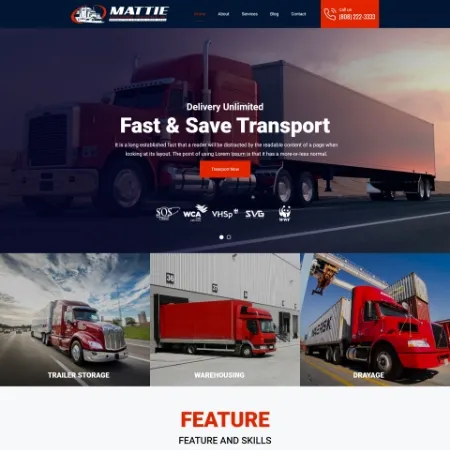 MATTIE
Home
About
Services
Blog
Contact
Call us
(808) 222-3333
Delivery Unlimited
Fast & Save Transport
It is a long established fact that a reader will be distracted by the readable content of a page when
looking at its layout. The point of using Lorem Ipsum is that it has a more-or-less normal.
Transport Now
SOS
WCA
VHSp
SVG
WWF
TRAILER STORAGE
WAREHOUSING
DRAYAGE
FEATURE
FEATURE AND SKILLS